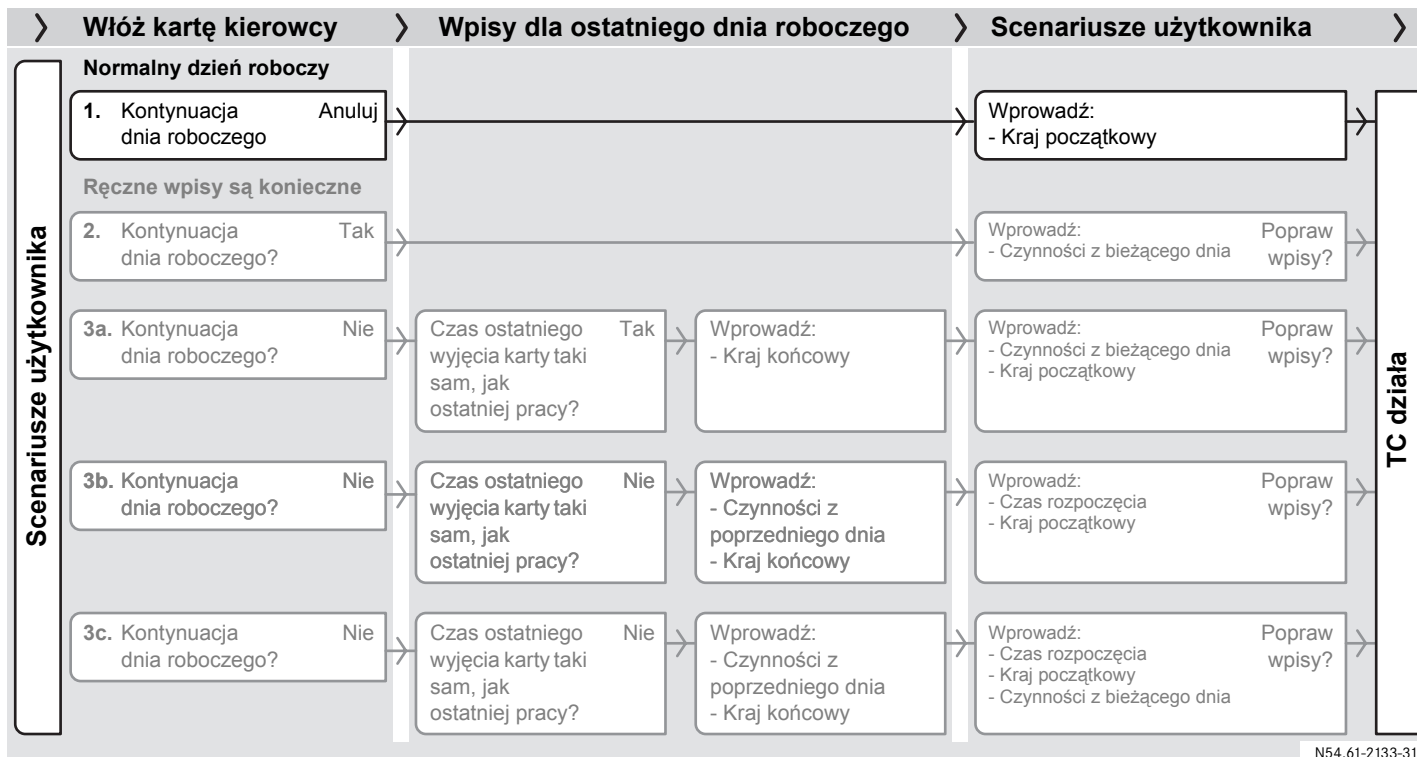 Włóż kartę kierowcy
Wpisy dla ostatniego dnia roboczego
Scenariusze użytkownika
Scenariusze użytkownika
Normalny dzień roboczy
1. Kontynuacja Anuluj
dnia roboczego
Wprowadź:
- Kraj początkowy
Ręczne wpisy są konieczne
2. Kontynuacja Tak
dnia roboczego?
Wprowadź: Popraw
- Czynności z bieżącego dnia wpisy?
3a. Kontynuacja Nie
dnia roboczego?
Czas ostatniego Tak
wyjęcia karty taki
sam, jak
ostatniej pracy?
Wprowadź:
- Kraj końcowy
Wprowadź: Popraw
- Czynności z bieżącego dnia wpisy?
- Kraj początkowy
3b. Kontynuacja Nie
dnia roboczego?
Czas ostatniego Nie
wyjęcia karty taki
sam, jak
ostatniej pracy?
Wprowadź:
- Czynności z
poprzedniego dnia
- Kraj końcowy
Wprowadź: Popraw
- Czas rozpoczęcia wpisy?
- Kraj początkowy
3c. Kontynuacja Nie
dnia roboczego?
Czas ostatniego Nie
wyjęcia karty taki
sam, jak
ostatniej pracy?
Wprowadź:
- Czynności z
poprzedniego dnia
- Kraj końcowy
Wprowadź: Popraw
- Czas rozpoczęcia wpisy?
- Kraj początkowy
- Czynności z bieżącego dnia
TC działa
N54.61-2133-31